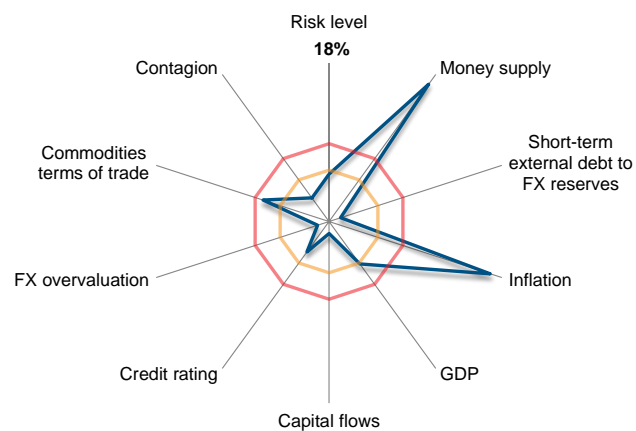 Risk level
18%
Money supply
Short-term
external debt to
FX reserves
Inflation
GDP
Capital flows
Credit rating
FX overvaluation
Commodities
terms of trade
Contagion